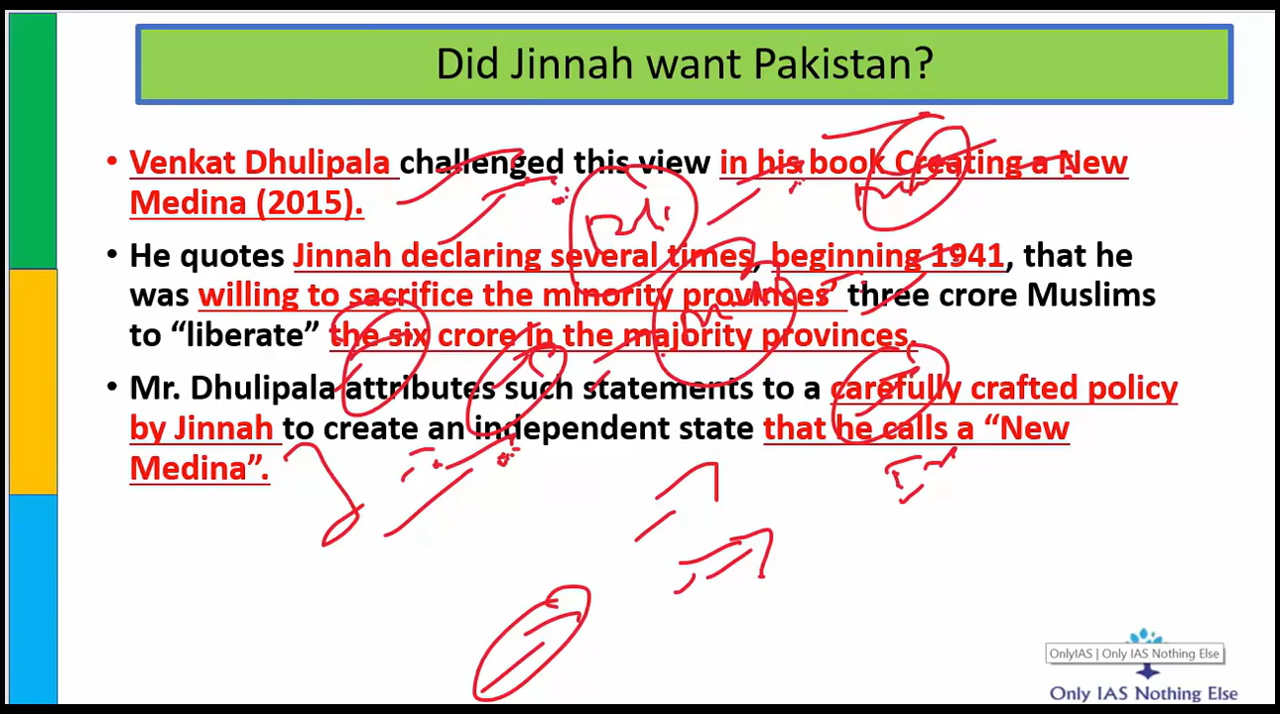 Did Jinnah want Pakistan?
• Venkat Dhulipala challenged this view in his book Creating a New
Medina (2015).
• He quotes Jinnah declaring several times, beginning 1941, that he
was willing to sacrifice the minority provinces’ three crore Muslims
to “liberate” the six crore in the majority provinces.
• Mr. Dhulipala attributes such statements to a carefully crafted policy
by Jinnah to create an independent state that he calls a “New
Medina”.
OnlyIAS | Only IAS Nothing Else
Only IAS Nothing Else